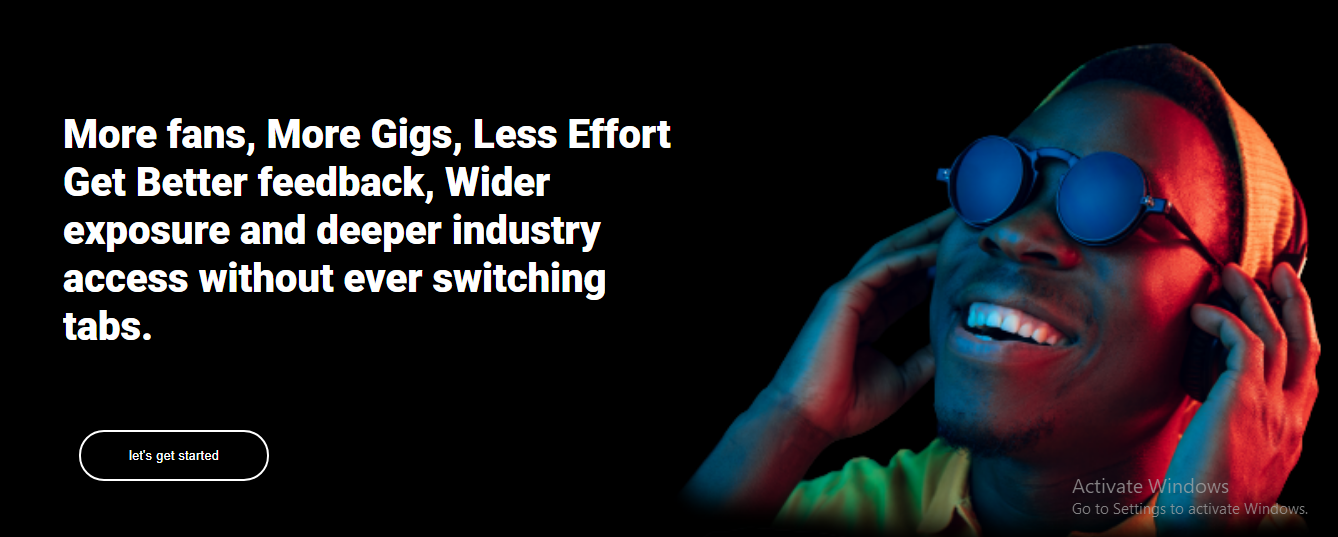 More fans, More Gigs, Less Effort
Get Better feedback, Wider
exposure and deeper industry
access without ever switching
tabs.
let's get started
Activate Windows
Go to Settings to activate Windows.